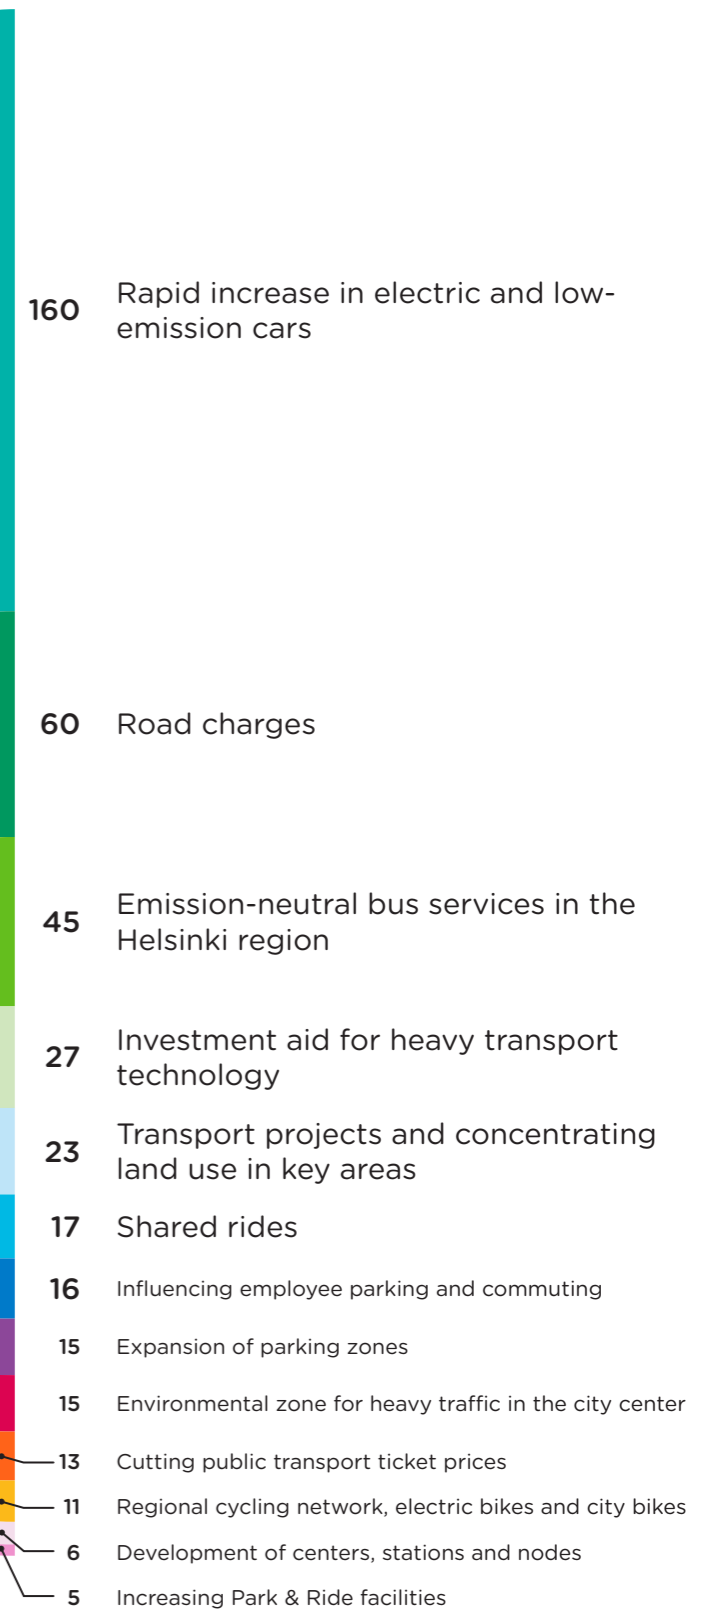 160 Rapid increase in electric and low-
emission cars
60 Road charges
45 Emission-neutral bus services in the
Helsinki region
27 Investment aid for heavy transport
technology
23 Transport projects and concentrating
land use in key areas
17 Shared rides
16 Influencing employee parking and commuting
15 Expansion of parking zones
15 Environmental zone for heavy traffic in the city center
13 Cutting public transport ticket prices
11 Regional cycling network, electric bikes and city bikes
6 Development of centers, stations and nodes
5 Increasing Park & Ride facilities